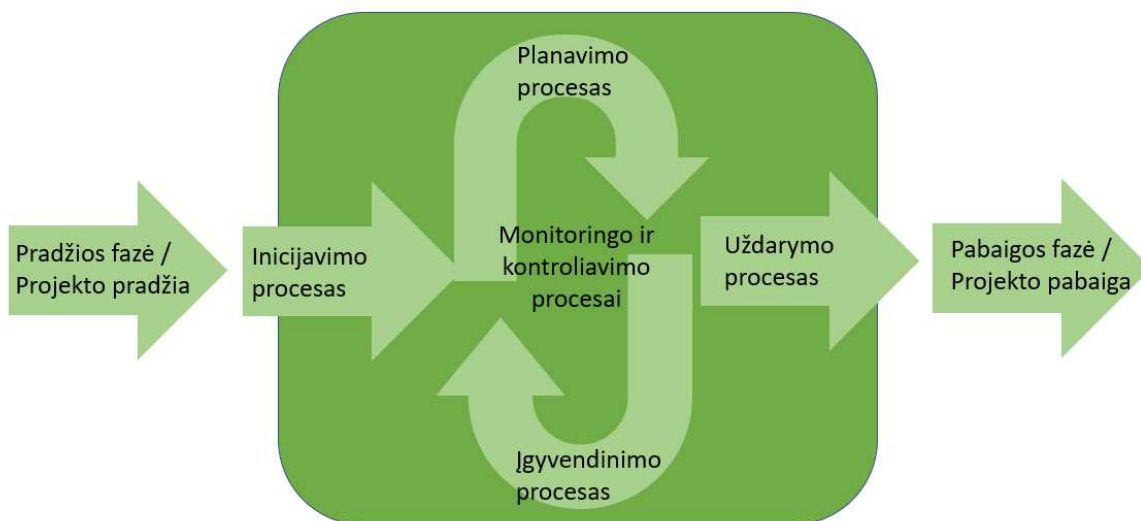 Pradžios fazė /
Projekto pradžia
Inicijavimo
procesas
Planavimo
procesas
Monitoringo ir
kontroliavimo
procesai
Įgyvendinimo
procesas
Uždarymo
procesas
Pabaigos fazė /
Projekto pabaiga